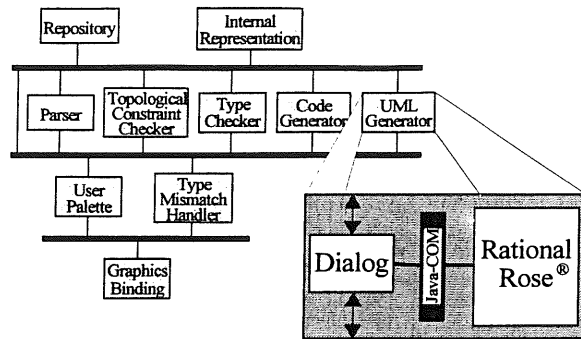 Repository
Internal
Representation
Parser
Topological
Constraint
Checker
Type
Checker
Code
Generator
UML
Generator
User
Palette
Type
Mismatch
Handler
Graphics
Binding
Dialog
Java-COM
Rational
Rose®